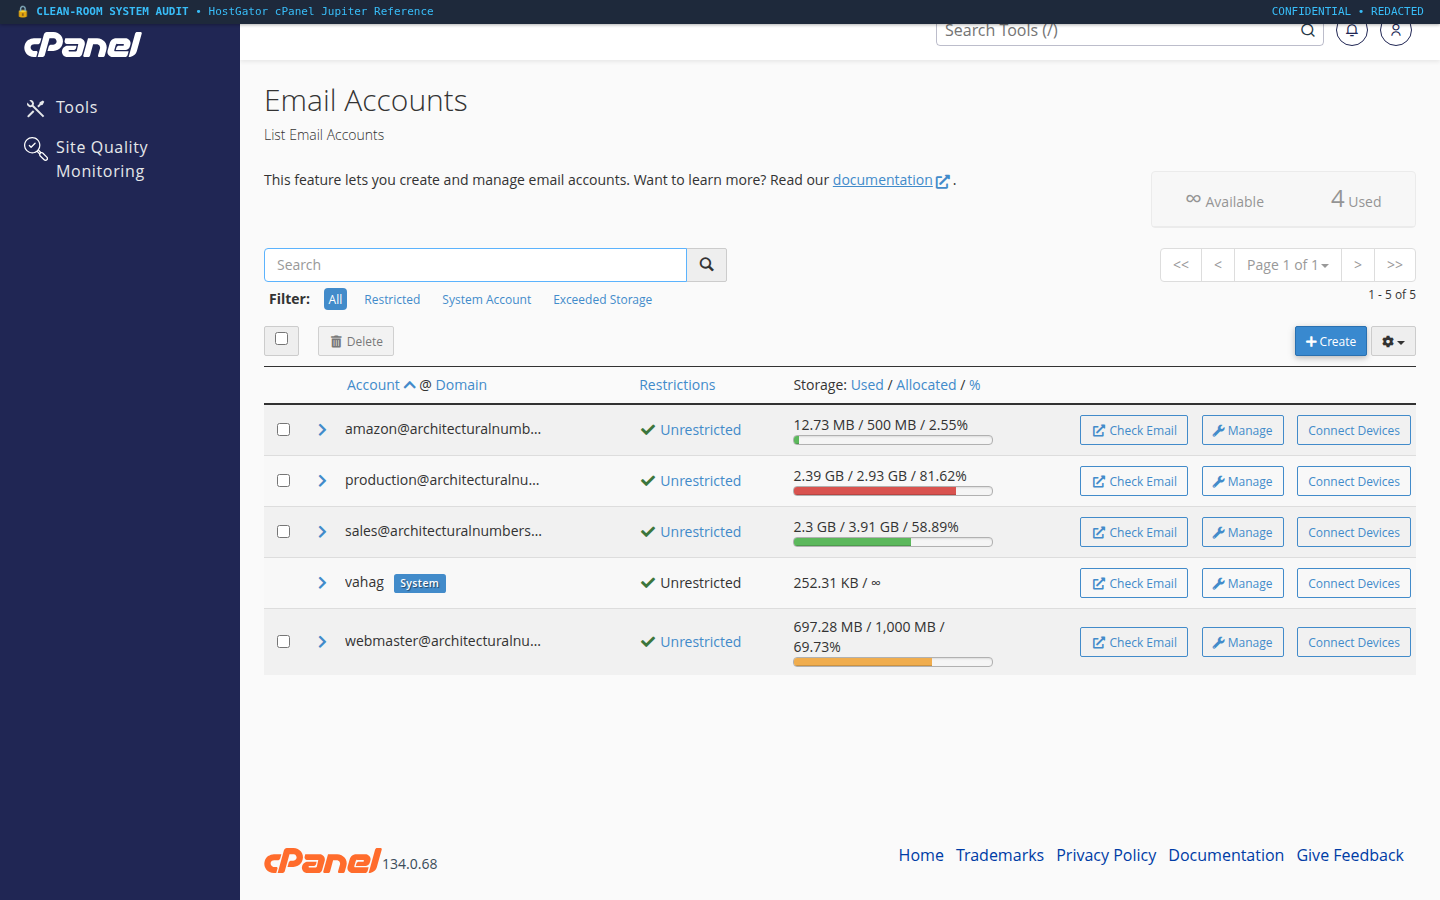 🔒 CLEAN-ROOM SYSTEM AUDIT • HostGator cPanel Jupiter Reference
CONFIDENTIAL • REDACTED
cPanel
Search Tools (/)
Tools
Site Quality
Monitoring
Email Accounts
List Email Accounts
This feature lets you create and manage email accounts. Want to learn more? Read our documentation .
∞ Available 4 Used
Search
<< < Page 1 of 1 > >>
Filter: All Restricted System Account Exceeded Storage
1 - 5 of 5
Delete
Create
Account @ Domain Restrictions Storage: Used / Allocated / %
amazon@architecturalnumb... Unrestricted 12.73 MB / 500 MB / 2.55% Check Email Manage Connect Devices
production@architecturalnu... Unrestricted 2.39 GB / 2.93 GB / 81.62% Check Email Manage Connect Devices
sales@architecturalnumbers... Unrestricted 2.3 GB / 3.91 GB / 58.89% Check Email Manage Connect Devices
vahag System Unrestricted 252.31 KB / ∞ Check Email Manage Connect Devices
webmaster@architecturalnu... Unrestricted 697.28 MB / 1,000 MB /
69.73% Check Email Manage Connect Devices
cPanel 134.0.68
Home Trademarks Privacy Policy Documentation Give Feedback